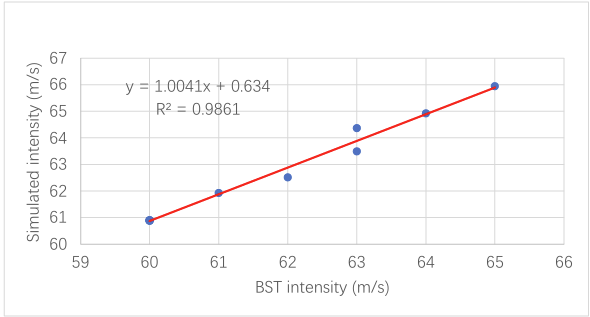 67
66
65
64
63
62
61
60
Simulated intensity (m/s)
y = 1.0041x + 0.634
R² = 0.9861
59 60 61 62 63 64 65 66
BST intensity (m/s)